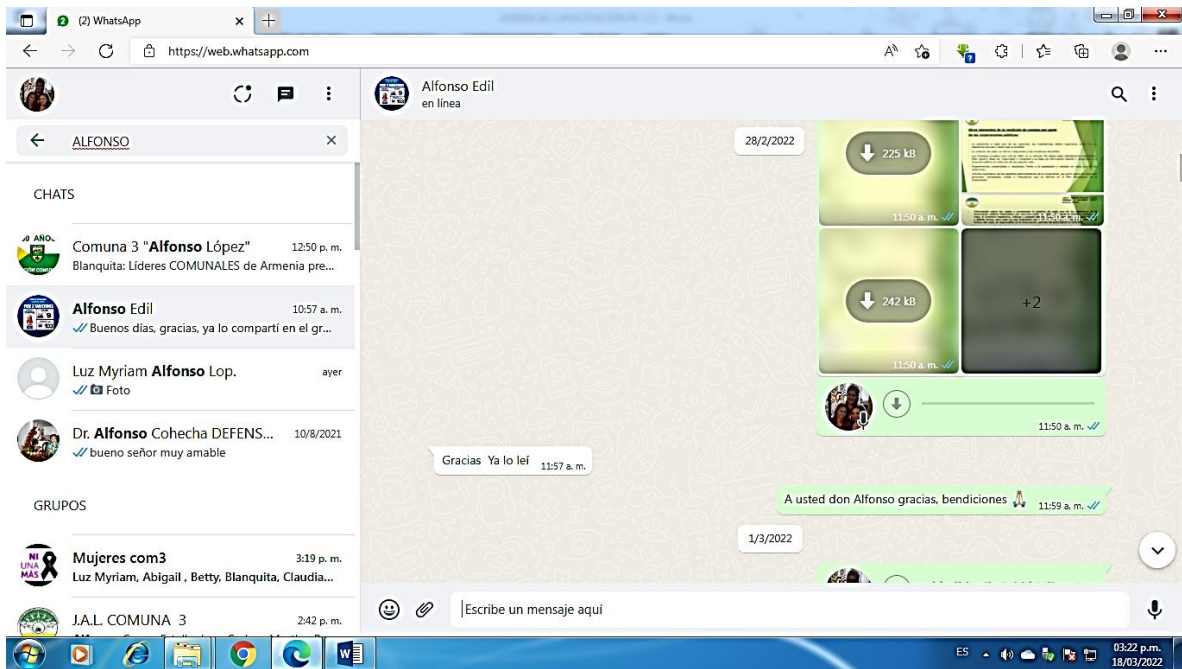 (2) WhatsApp
https://web.whatsapp.com
ALFONSO
CHATS
Comuna 3 "Alfonso López" 12:50 p. m.
Blanquita: Líderes COMUNALES de Armenia pre...
Alfonso Edil 10:57 a. m.
Buenos días, gracias, ya lo compartí en el gr...
Luz Myriam Alfonso Lop. ayer
Foto
Dr. Alfonso Cohecha DEFENS... 10/8/2021
bueno señor muy amable
GRUPOS
NI
UNA
MÁS
Mujeres com3 3:19 p. m.
Luz Myriam, Abigail , Betty, Blanquita, Claudia...
J.A.L. COMUNA 3 2:42 p. m.
Alfonso Edil
en línea
28/2/2022
225 kB
11:50 a. m.
11:50 a. m.
242 kB
+2
11:50 a. m.
11:50 a. m.
Gracias Ya lo leí 11:57 a. m.
A usted don Alfonso gracias, bendiciones 11:59 a. m.
1/3/2022
Escribe un mensaje aquí
ES
03:22 p.m.
18/03/2022